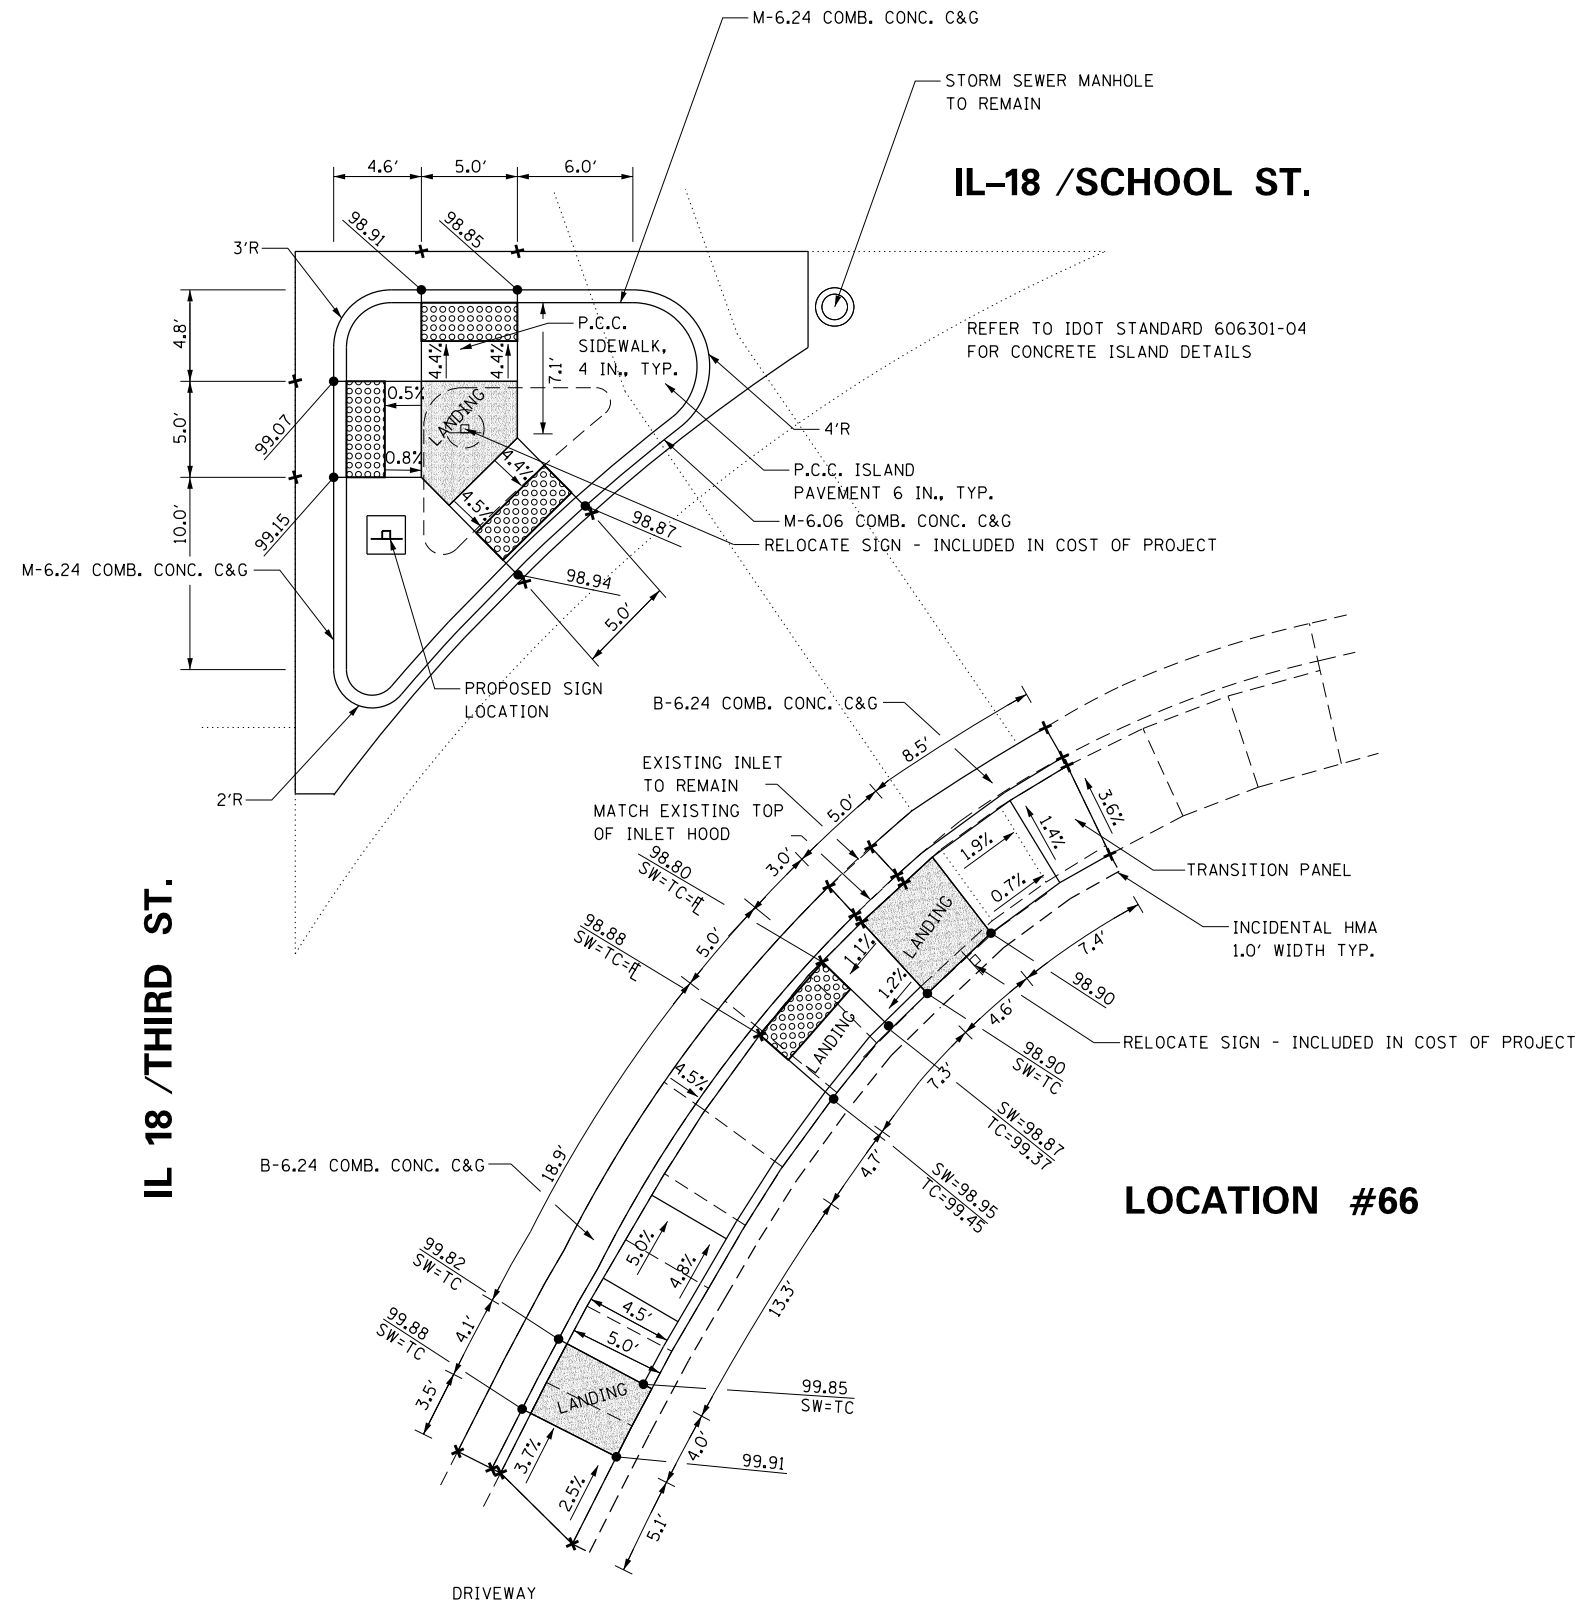 M-6.24 COMB. CONC. C&G
STORM SEWER MANHOLE
TO REMAIN
IL-18 /SCHOOL ST.
4.6'
5.0'
6.0'
98.91
98.85
3'R
4.8'
5.0'
10.0'
99.07
99.15
P.C.C.
SIDEWALK,
4 IN., TYP.
4.4%
4.4%
7.1'
REFER TO IDOT STANDARD 606301-04
FOR CONCRETE ISLAND DETAILS
0.5%
LANDING
0.8%
4'R
4.4%
4.5%
P.C.C. ISLAND
PAVEMENT 6 IN., TYP.
M-6.06 COMB. CONC. C&G
RELOCATE SIGN - INCLUDED IN COST OF PROJECT
98.87
98.94
5.0'
M-6.24 COMB. CONC. C&G
PROPOSED SIGN
LOCATION
2'R
B-6.24 COMB. CONC. C&G
8.5'
EXISTING INLET
TO REMAIN
MATCH EXISTING TOP
OF INLET HOOD
5.0'
3.0'
5.0'
98.80
SW=TC=FL
98.88
SW=TC=FL
3.6%
1.4%
1.9%
0.7%
TRANSITION PANEL
INCIDENTAL HMA
1.0' WIDTH TYP.
LANDING
1.1%
1.2%
7.4'
98.90
4.6'
RELOCATE SIGN - INCLUDED IN COST OF PROJECT
98.90
SW=TC
7.3'
LANDING
SW=98.87
TC=99.37
4.7'
SW=98.95
TC=99.45
4.5%
IL 18 /THIRD ST.
18.9'
B-6.24 COMB. CONC. C&G
LOCATION #66
5.0%
4.8%
13.3'
99.82
SW=TC
4.5'
5.0'
99.88
SW=TC
4.1'
3.5'
LANDING
99.85
SW=TC
99.91
4.0'
3.7%
2.5%
5.1'
DRIVEWAY